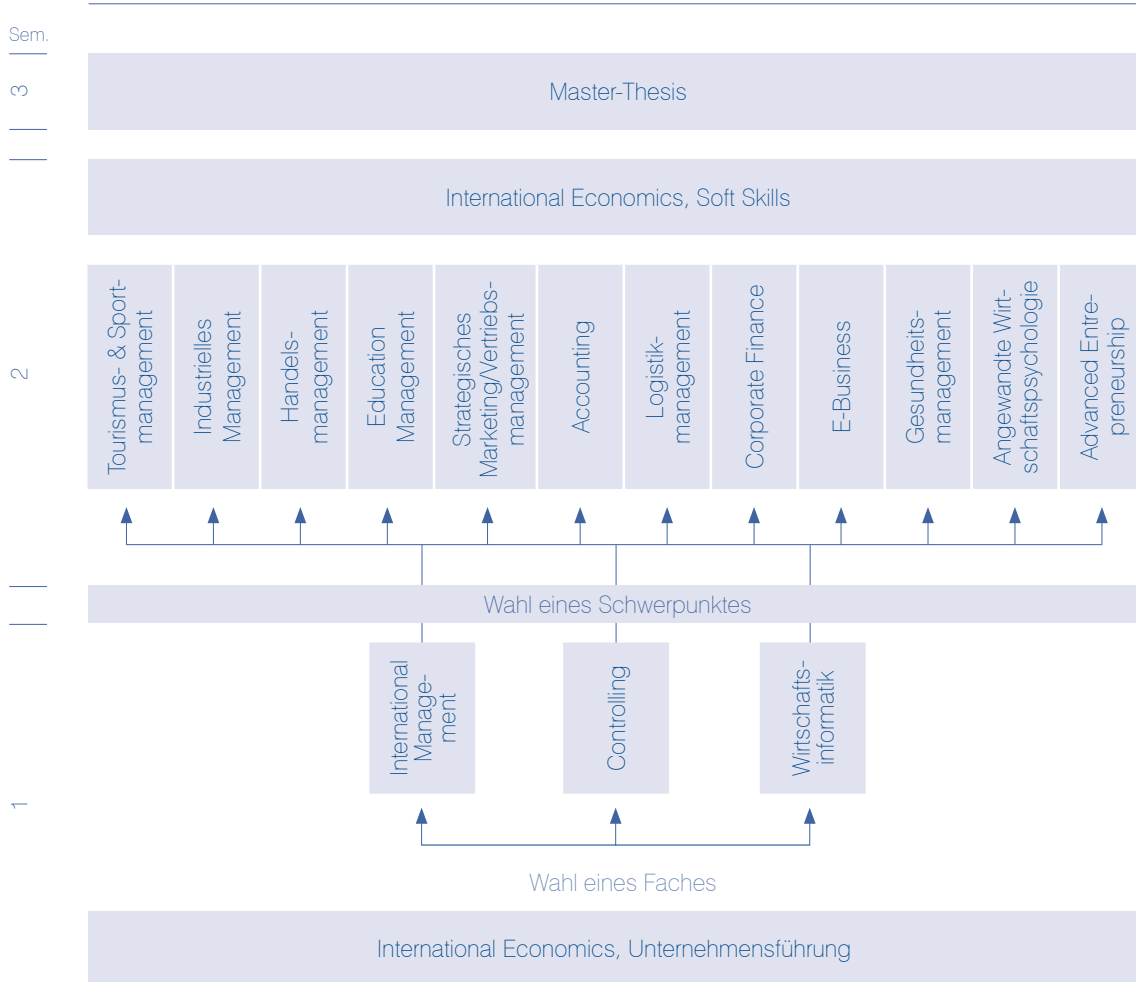 Sem.
3
Master-Thesis
International Economics, Soft Skills
2
Tourismus- & Sport-
management
Industrielles
Management
Handels-
management
Education
Management
Strategisches
Marketing/Vertriebs-
management
Accounting
Logistik-
management
Corporate Finance
E-Business
Gesundheits-
management
Angewandte Wirt-
schaftspsychologie
Advanced Entre-
preneurship
Wahl eines Schwerpunktes
1
International
Manage-
ment
Controlling
Wirtschafts-
informatik
Wahl eines Faches
International Economics, Unternehmensführung